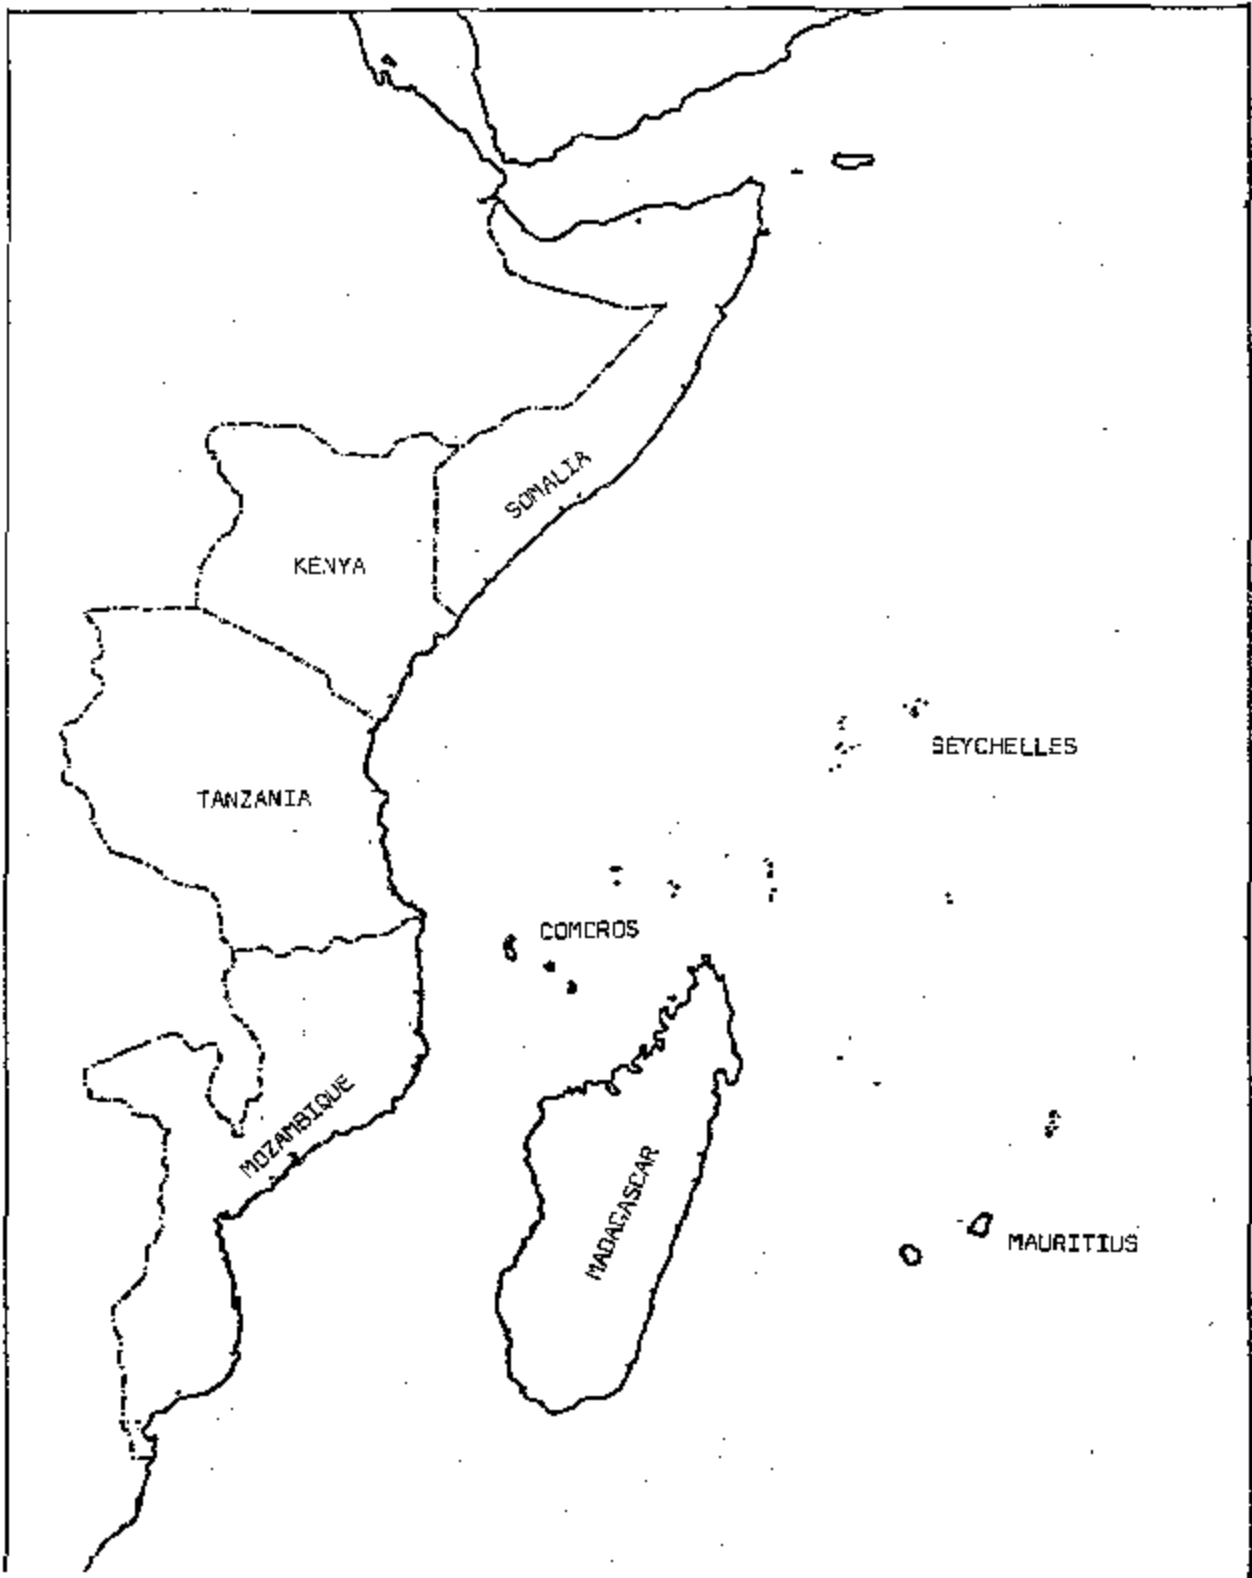 SOMALIA
KENYA
SEYCHELLES
TANZANIA
COMOROS
MOZAMBIQUE
MADAGASCAR
MAURITIUS